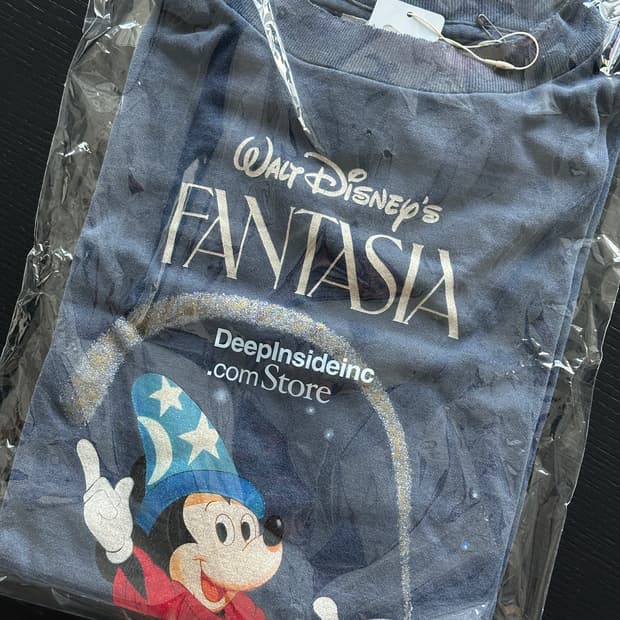 WALT DISNEY'S
FANTASIA
DeepInsideinc
.com Store